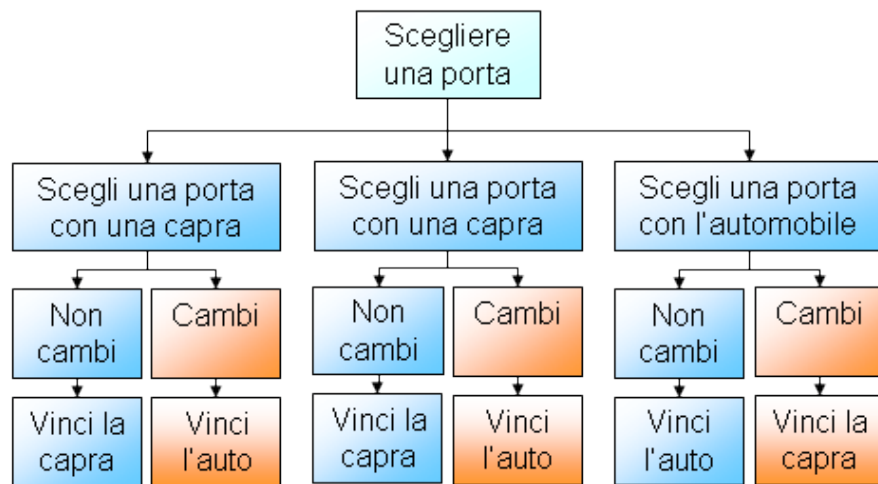 Scegliere
una porta
Scegli una porta
con una capra
Scegli una porta
con una capra
Scegli una porta
con l'automobile
Non
cambi
Cambi
Non
cambi
Cambi
Non
cambi
Cambi
Vinci la
capra
Vinci
l'auto
Vinci la
capra
Vinci
l'auto
Vinci
l'auto
Vinci la
capra